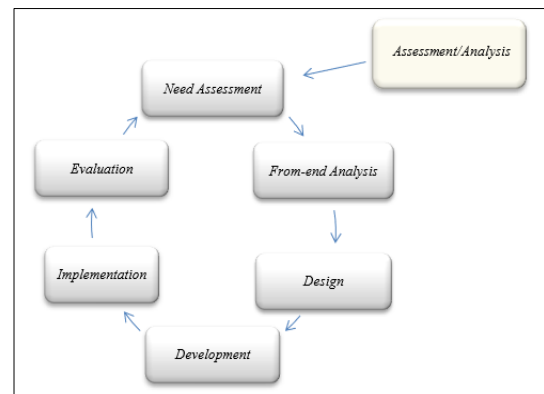 Assessment/Analysis
Need Assessment
From-end Analysis
Design
Development
Implementation
Evaluation